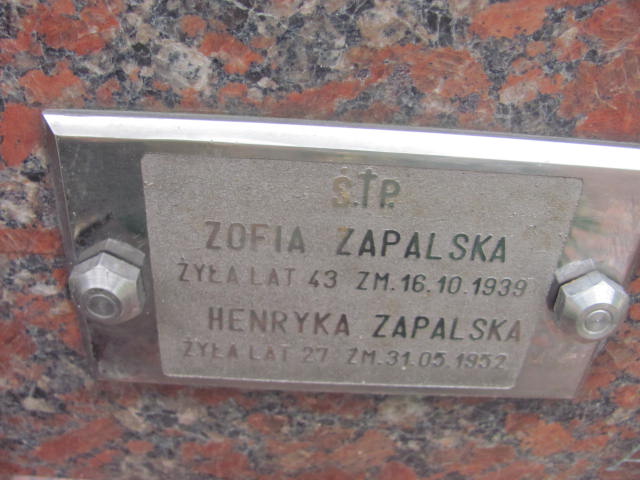 Ś.†P.
ZOFIA ZAPALSKA
ŻYŁA LAT 43 ZM. 16.10.1939
HENRYKA ZAPALSKA
ŻYŁA LAT 27 ZM. 31.05.1952